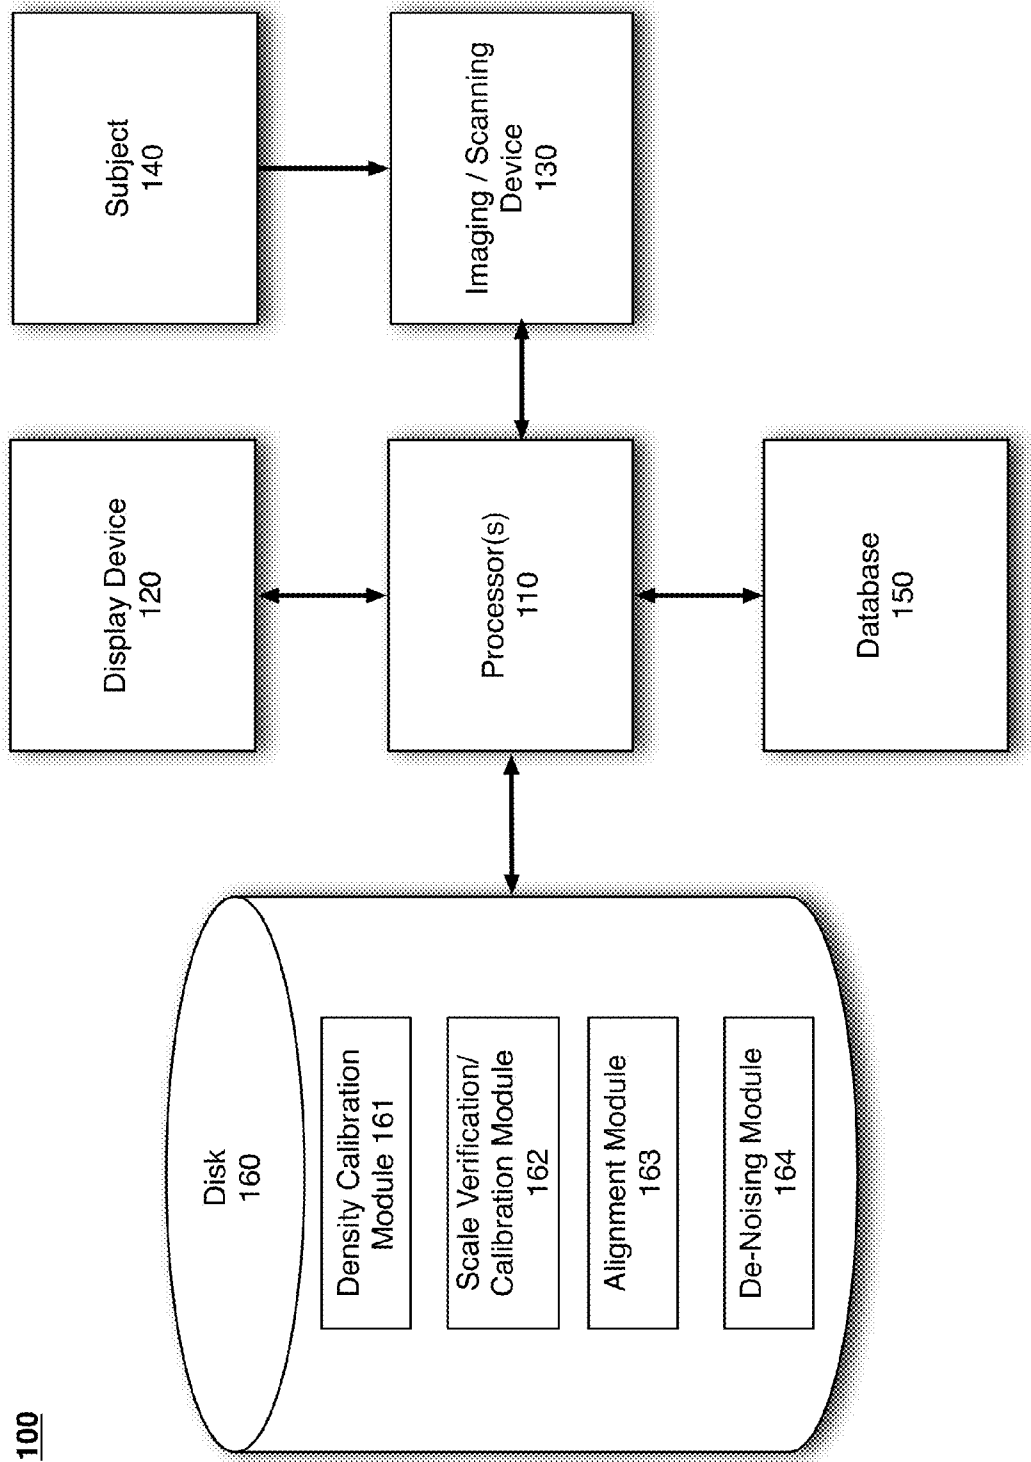 100
Disk
160
Density Calibration
Module 161
Scale Verification/
Calibration Module
162
Alignment Module
163
De-Noising Module
164
Display Device
120
Processor(s)
110
Database
150
Subject
140
Imaging / Scanning
Device
130